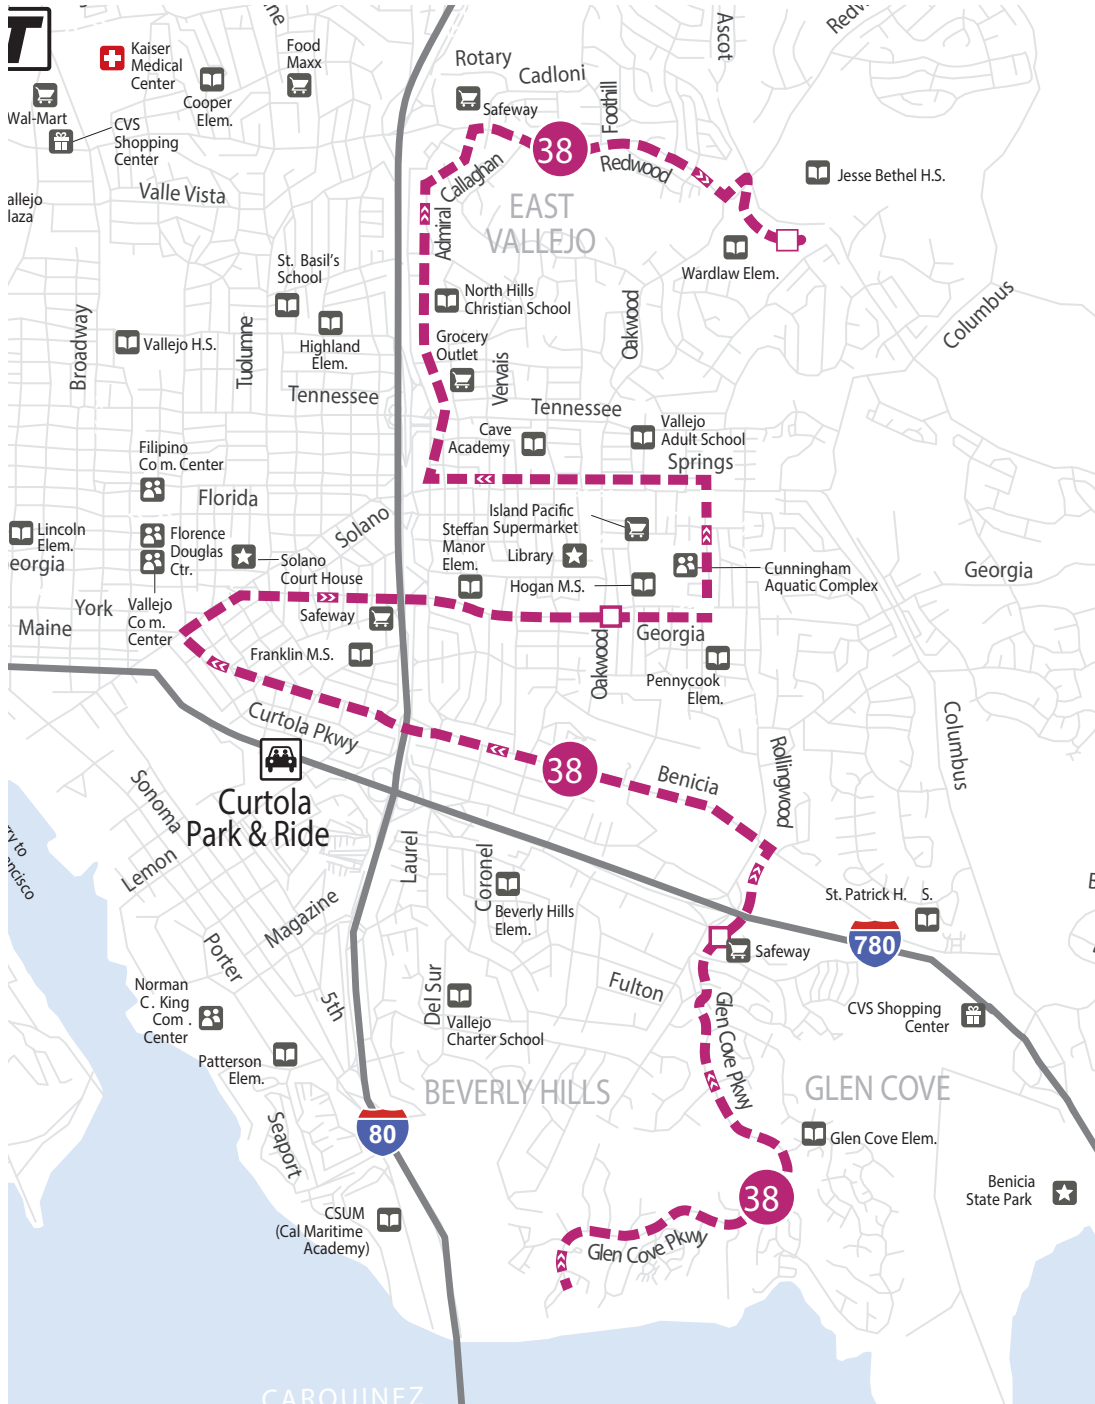 T
Kaiser
Medical
Center
Cooper
Elem.
Food
Maxx
Wal-Mart
CVS
Shopping
Center
Rotary
Cadloni
Safeway
Foothill
Ascot
38
Redwood
Jesse Bethel H.S.
Valle Vista
allejo
laza
Callaghan
Admiral
EAST
VALLEJO
Wardlaw Elem.
St. Basil's
School
North Hills
Christian School
Columbus
Broadway
Vallejo H.S.
Tuolumne
Highland
Elem.
Grocery
Outlet
Vervais
Oakwood
Tennessee
Tennessee
Cave
Academy
Vallejo
Adult School
Springs
Filipino
Com. Center
Florida
Solano
Lincoln
Elem.
eorgia
Florence
Douglas
Ctr.
Solano
Court House
Steffan
Manor
Elem.
Island Pacific
Supermarket
Library
Hogan M.S.
Cunningham
Aquatic Complex
Georgia
York
Maine
Vallejo
Com.
Center
Safeway
Franklin M.S.
Oakwood
Georgia
Pennycook
Elem.
Curtola Pkwy
38
Benicia
Rollingwood
Columbus
Curtola
Park & Ride
Sonoma
Lemon
ry to
ncisco
Laurel
Coronel
Beverly Hills
Elem.
Magazine
Porter
St. Patrick H. S.
780
Safeway
Norman
C. King
Com.
Center
5th
Del Sur
Vallejo
Charter School
Fulton
Glen Cove Pkwy
CVS Shopping
Center
Patterson
Elem.
BEVERLY HILLS
GLEN COVE
Seaport
80
Glen Cove Elem.
38
Benicia
State Park
CSUM
(Cal Maritime
Academy)
Glen Cove Pkwy
CARQUINEZ